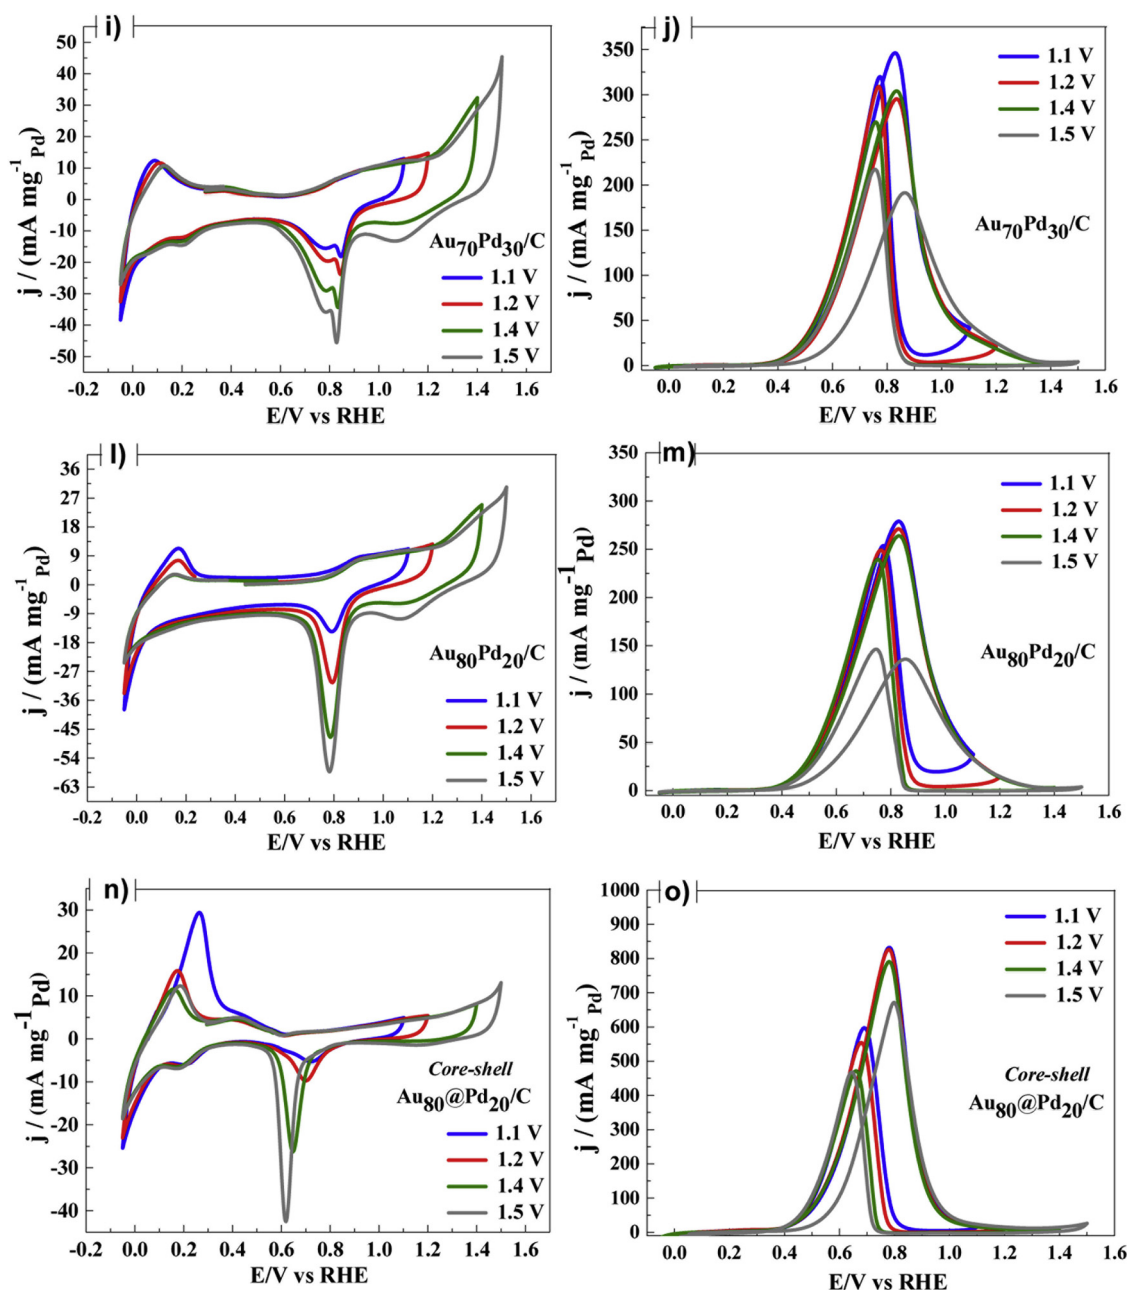 i)
50
40
30
20
10
0
-10
-20
-30
-40
-50
j / (mA mg⁻¹ Pd)
Au70Pd30/C
1.1 V
1.2 V
1.4 V
1.5 V
-0.2 0.0 0.2 0.4 0.6 0.8 1.0 1.2 1.4 1.6
E/V vs RHE
j)
350
300
250
200
150
100
50
0
j / (mA mg⁻¹ Pd)
1.1 V
1.2 V
1.4 V
1.5 V
Au70Pd30/C
0.0 0.2 0.4 0.6 0.8 1.0 1.2 1.4 1.6
E/V vs RHE
l)
36
27
18
9
0
-9
-18
-27
-36
-45
-54
-63
j / (mA mg⁻¹ Pd)
Au80Pd20/C
1.1 V
1.2 V
1.4 V
1.5 V
-0.2 0.0 0.2 0.4 0.6 0.8 1.0 1.2 1.4 1.6
E/V vs RHE
m)
350
300
250
200
150
100
50
0
j / (mA mg⁻¹ Pd)
1.1 V
1.2 V
1.4 V
1.5 V
Au80Pd20/C
0.0 0.2 0.4 0.6 0.8 1.0 1.2 1.4 1.6
E/V vs RHE
n)
30
20
10
0
-10
-20
-30
-40
j / (mA mg⁻¹ Pd)
Core-shell
Au80@Pd20/C
1.1 V
1.2 V
1.4 V
1.5 V
-0.2 0.0 0.2 0.4 0.6 0.8 1.0 1.2 1.4 1.6
E/V vs RHE
o)
1000
900
800
700
600
500
400
300
200
100
0
j / (mA mg⁻¹ Pd)
1.1 V
1.2 V
1.4 V
1.5 V
Core-shell
Au80@Pd20/C
0.0 0.2 0.4 0.6 0.8 1.0 1.2 1.4 1.6
E/V vs RHE